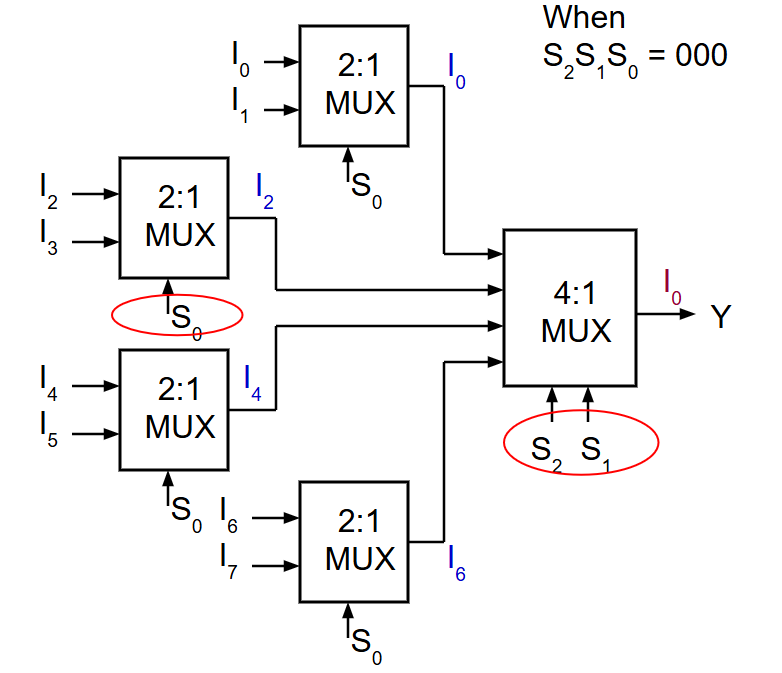 When
S₂S₁S₀ = 000
I₀
I₁
2:1
MUX
I₀
S₀
I₂
I₃
2:1
MUX
I₂
S₀
4:1
MUX
I₀
Y
S₂ S₁
I₄
I₅
2:1
MUX
I₄
S₀
I₆
I₇
2:1
MUX
I₆
S₀